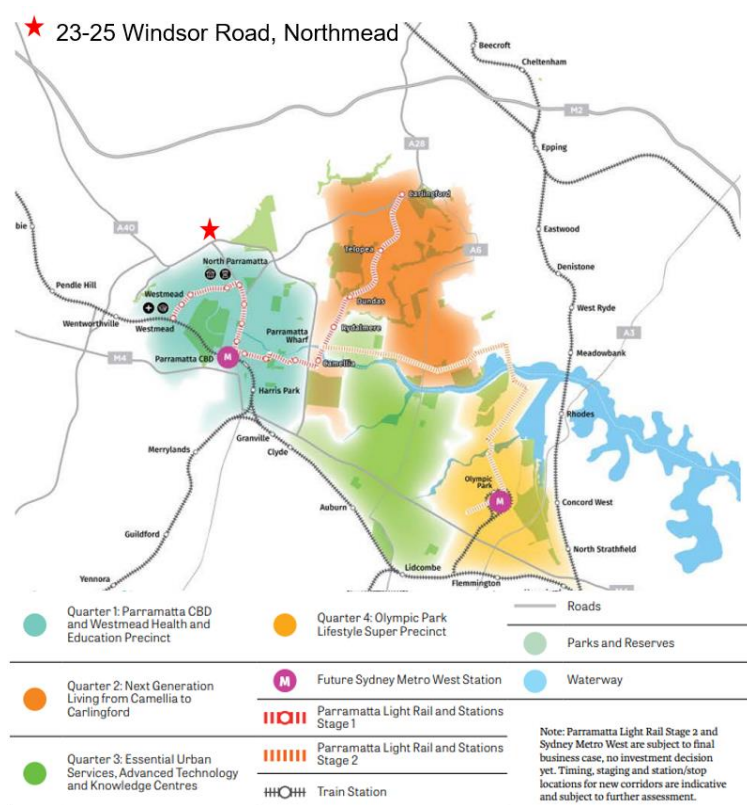 23-25 Windsor Road, Northmead
Beecroft
Cheltenham
M2
A28
Epping
Carlingford
A40
bie
North Parramatta
Telopea
A6
Eastwood
Pendle Hill
Westmead
Dundas
Denistone
Wentworthville
Westmead
Parramatta
Wharf
Rydalmere
West Ryde
A3
M4
Parramatta CBD
M
Camellia
Meadowbank
Harris Park
Merrylands
Granville
Clyde
Rhodes
Olympic
Park
M
Auburn
Concord West
Guildford
North Strathfield
Yennora
Lidcombe
Flemming
Quarter 1: Parramatta CBD
and Westmead Health and
Education Precinct
Quarter 2: Next Generation
Living from Camellia to
Carlingford
Quarter 3: Essential Urban
Services, Advanced Technology
and Knowledge Centres
Quarter 4: Olympic Park
Lifestyle Super Precinct
M
Future Sydney Metro West Station
Parramatta Light Rail and Stations
Stage 1
Parramatta Light Rail and Stations
Stage 2
Train Station
Roads
Parks and Reserves
Waterway
Note: Parramatta Light Rail Stage 2 and
Sydney Metro West are subject to final
business case, no investment decision
yet. Timing, staging and station/stop
locations for new corridors are indicative
and subject to further assessment.